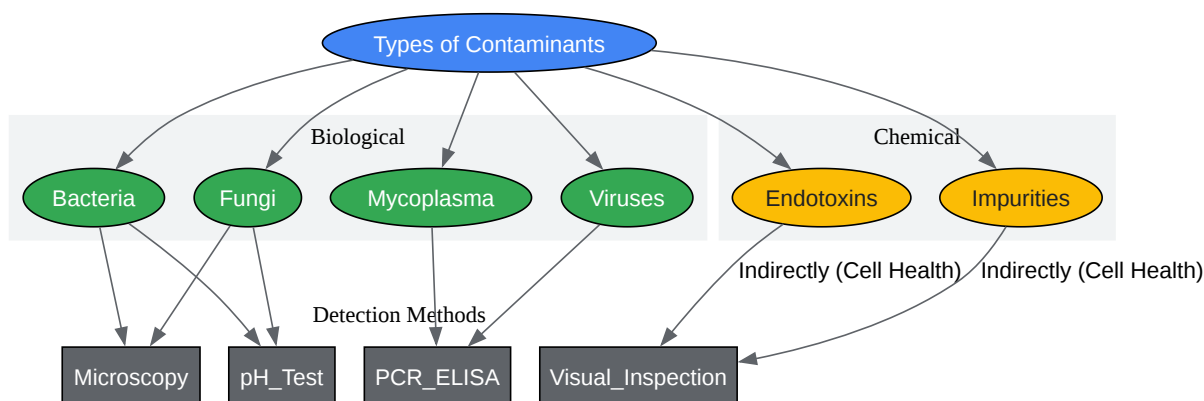 Types of Contaminants
Biological
Chemical
Bacteria
Fungi
Mycoplasma
Viruses
Endotoxins
Impurities
Indirectly (Cell Health)
Indirectly (Cell Health)
Detection Methods
Microscopy
pH_Test
PCR_ELISA
Visual_Inspection